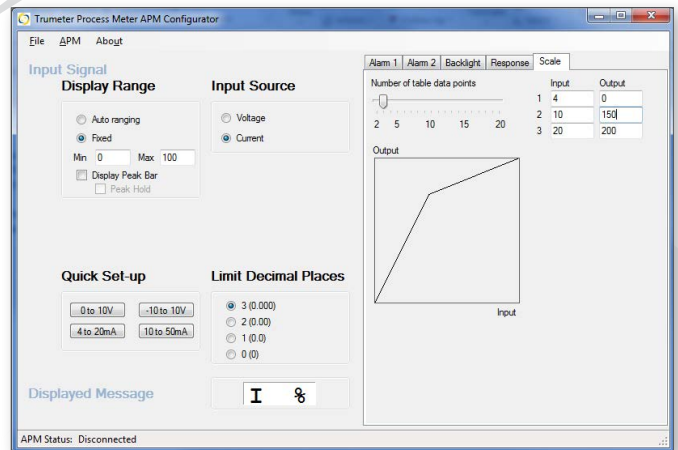 Trumeter Process Meter APM Configurator
File APM About
Input Signal
Display Range
Auto ranging
Fixed
Min 0 Max 100
Display Peak Bar
Peak Hold
Input Source
Voltage
Current
Quick Set-up
0 to 10V -10 to 10V
4 to 20mA 10 to 50mA
Limit Decimal Places
3 (0.000)
2 (0.00)
1 (0.0)
0 (0)
Displayed Message
I %
Alarm 1 Alarm 2 Backlight Response Scale
Number of table data points
2 5 10 15 20
Input Output
1 4 0
2 10 150
3 20 200
Output
Input
APM Status: Disconnected